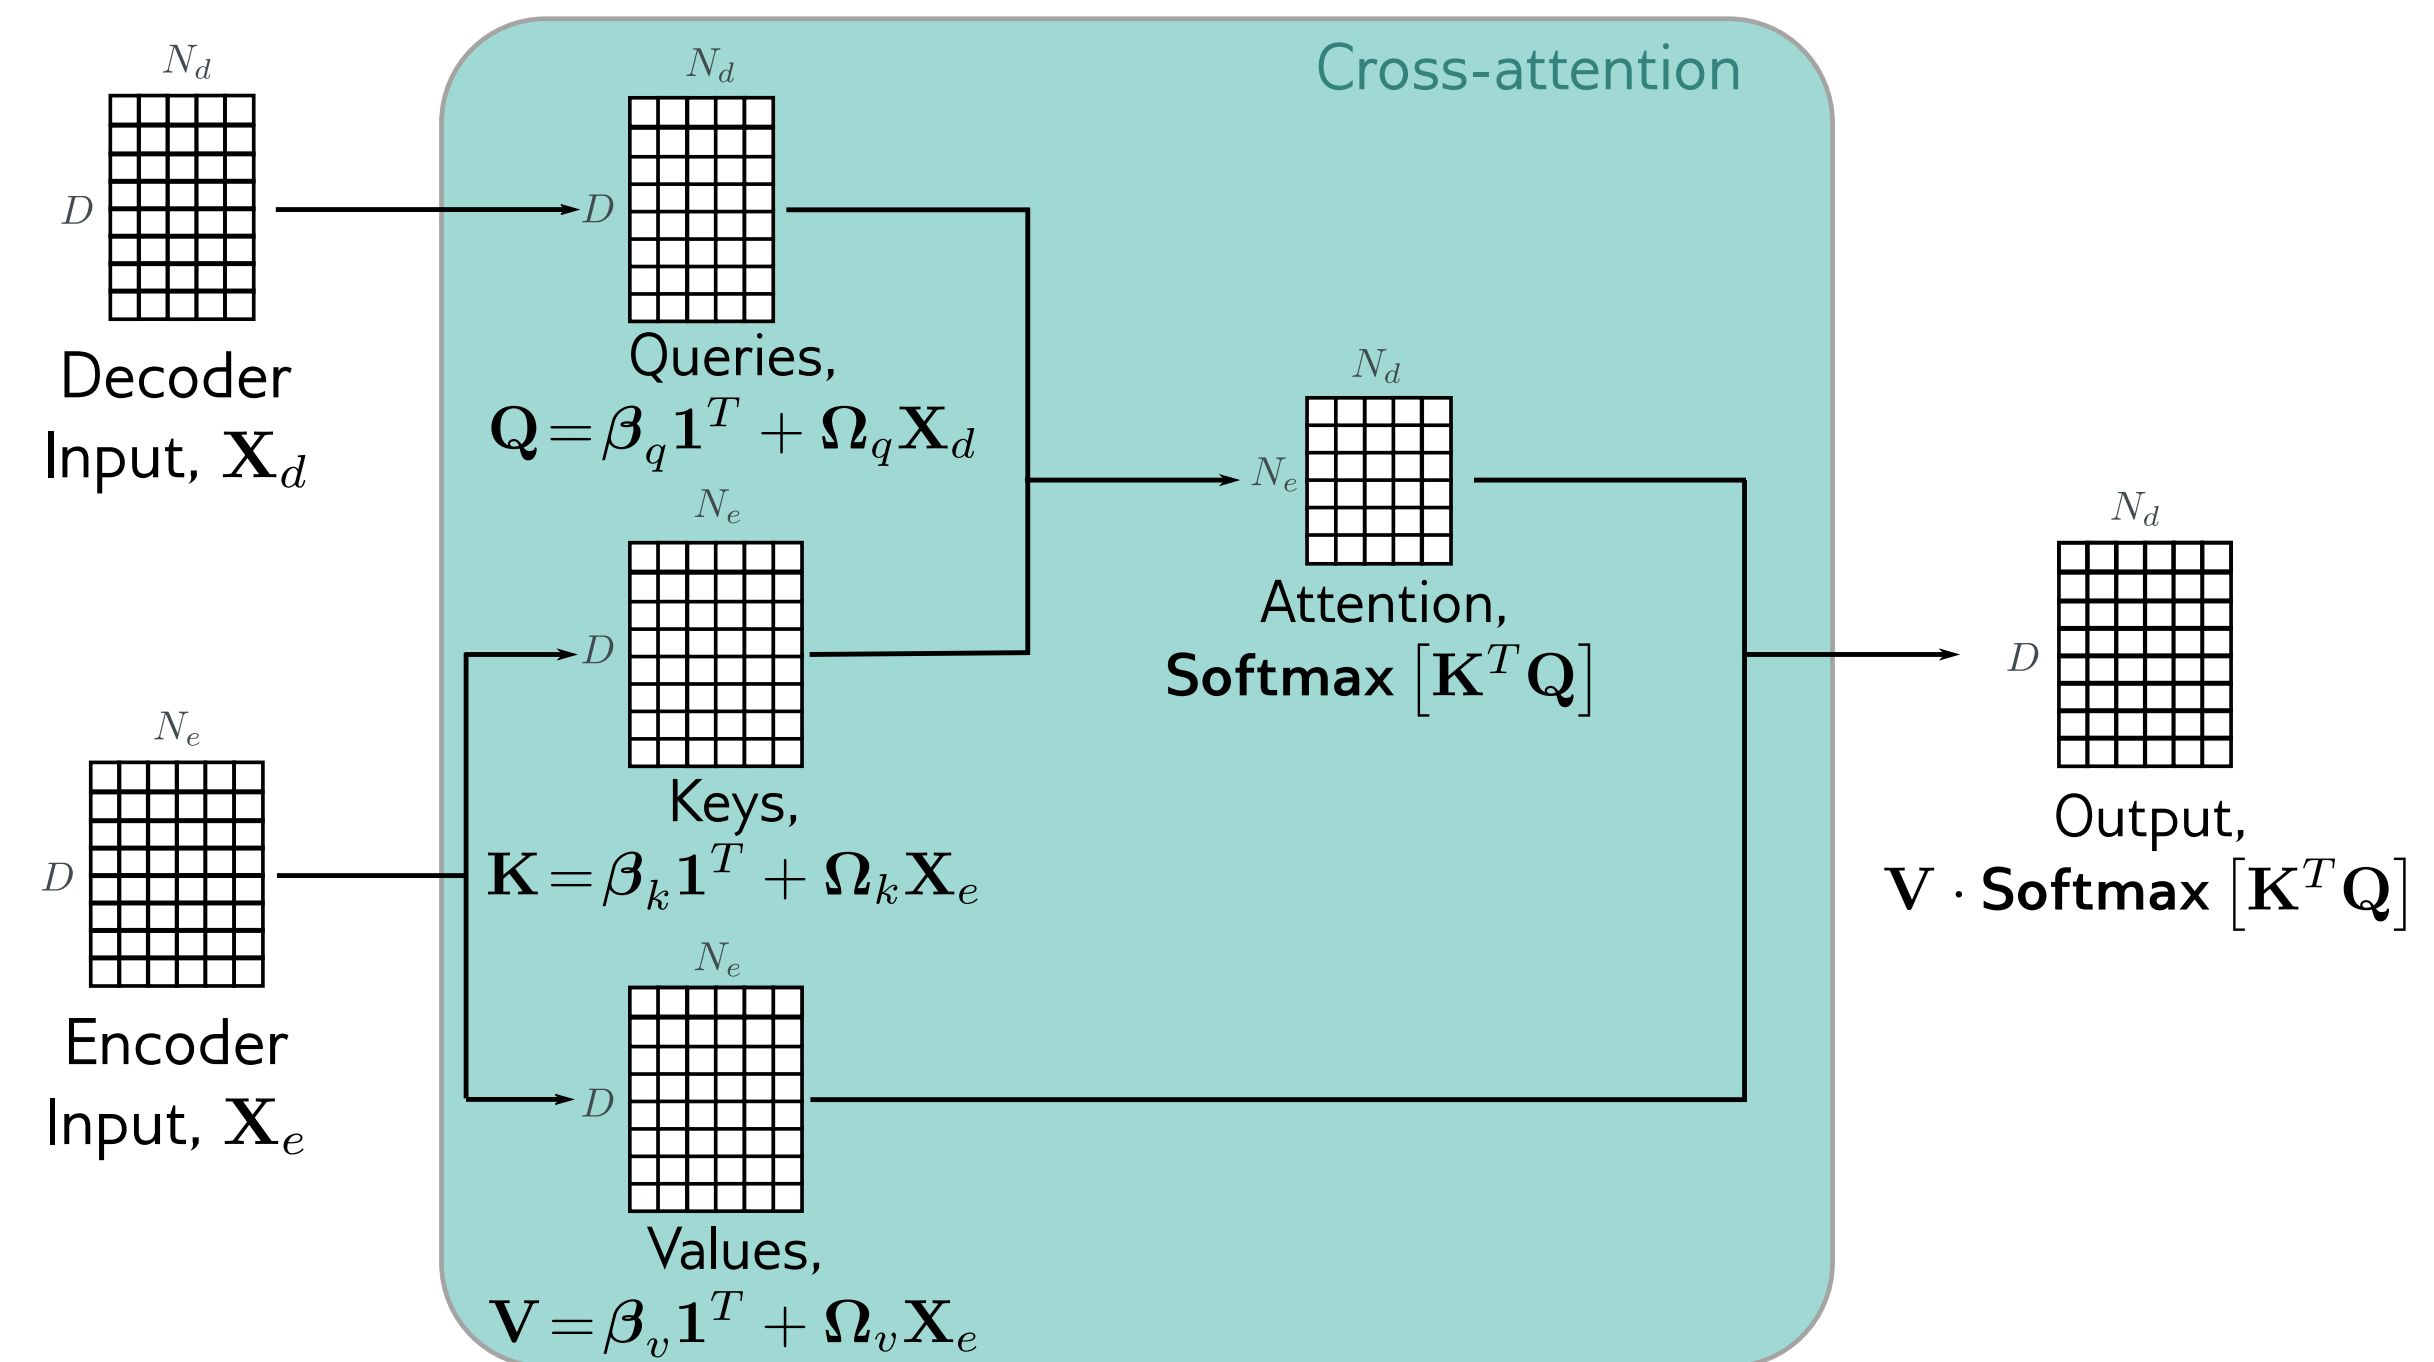 Cross-attention
N_d
D
Decoder
Input, X_d
N_d
D
Queries,
Q = β_q 1^T + Ω_q X_d
N_e
D
Keys,
K = β_k 1^T + Ω_k X_e
N_e
D
Encoder
Input, X_e
N_e
D
Values,
V = β_v 1^T + Ω_v X_e
N_d
N_e
Attention,
Softmax [K^T Q]
N_d
D
Output,
V · Softmax [K^T Q]